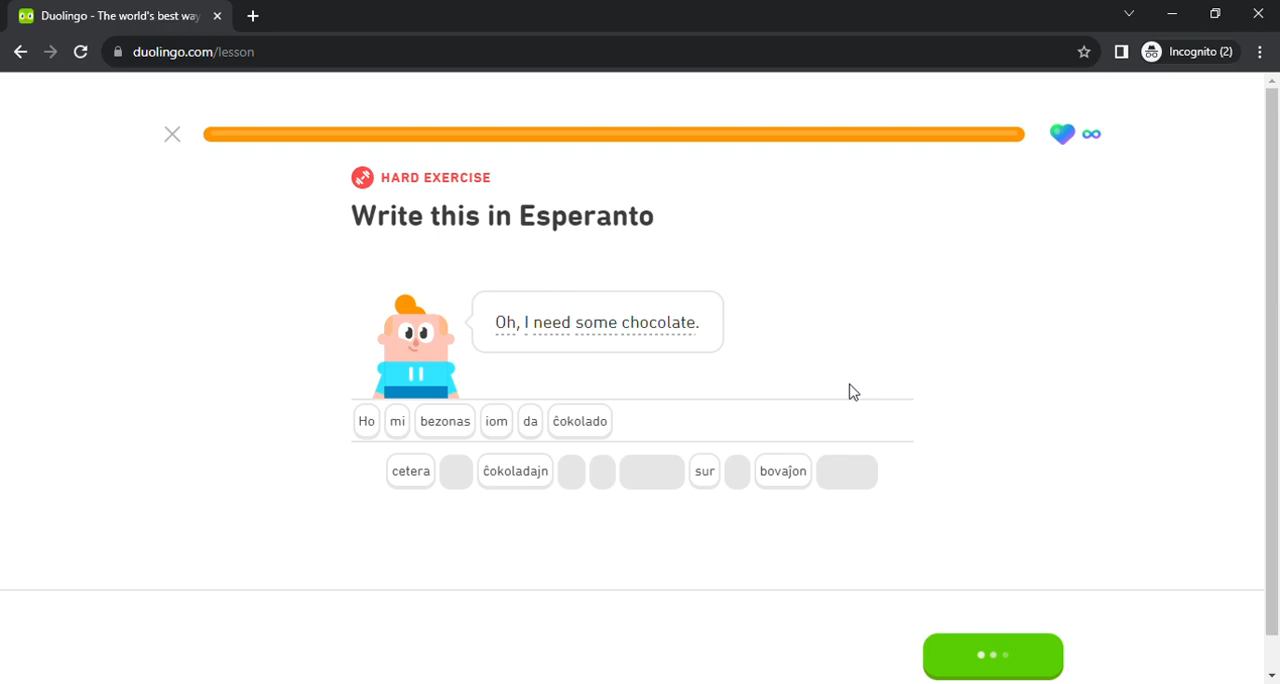 Duolingo - The world's best way
duolingo.com/lesson
Incognito (2)
HARD EXERCISE
Write this in Esperanto
Oh, I need some chocolate.
Ho mi bezonas iom da ĉokolado
cetera ĉokoladajn sur bovaĵon